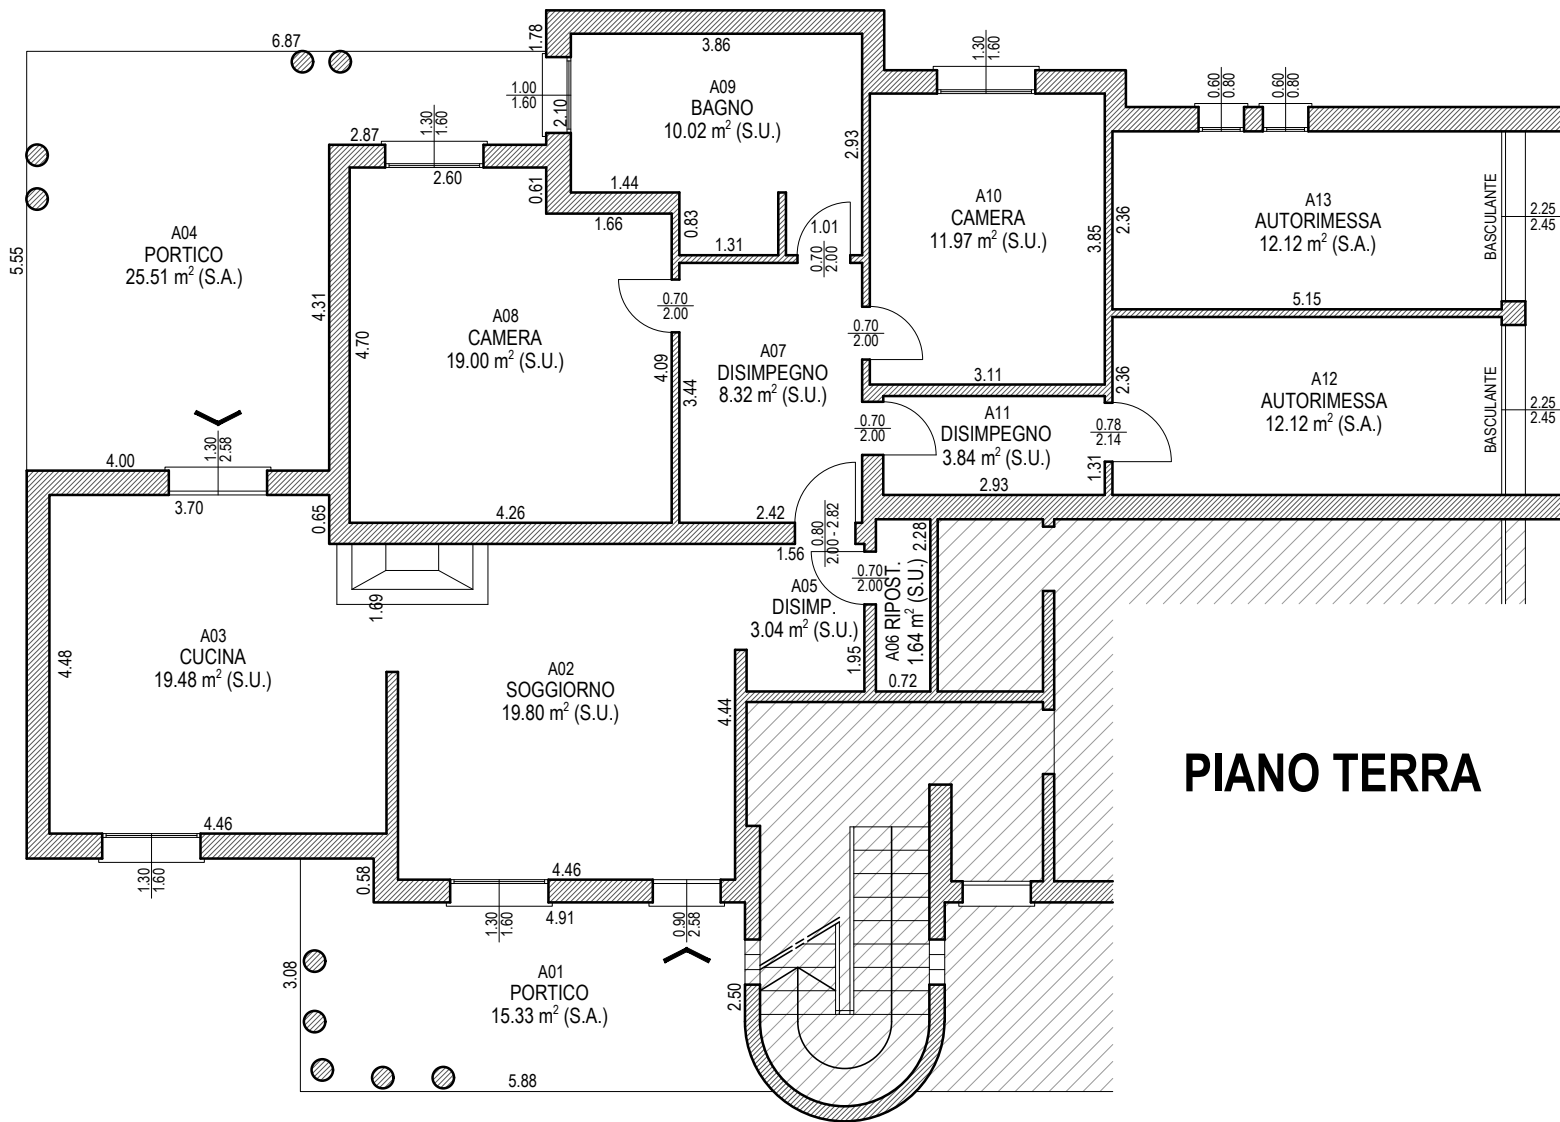 6.87
1.78
3.86
1.30
1.60
0.60
0.80
0.60
0.80
1.00
1.60
2.10
A09
BAGNO
10.02 m² (S.U.)
2.93
2.87
1.30
1.60
2.60
0.61
1.44
1.66
0.83
1.31
1.01
0.70
2.00
5.55
A04
PORTICO
25.51 m² (S.A.)
4.31
4.70
A08
CAMERA
19.00 m² (S.U.)
0.70
2.00
4.09
3.44
A07
DISIMPEGNO
8.32 m² (S.U.)
0.70
2.00
A10
CAMERA
11.97 m² (S.U.)
3.85
3.11
2.36
A13
AUTORIMESSA
12.12 m² (S.A.)
BASCULANTE
2.25
2.45
5.15
2.36
A12
AUTORIMESSA
12.12 m² (S.A.)
BASCULANTE
2.25
2.45
0.70
2.00
A11
DISIMPEGNO
3.84 m² (S.U.)
0.78
2.14
1.31
2.93
4.00
1.30
2.58
3.70
0.65
4.26
2.42
0.80
2.00 - 2.82
1.56
0.70
2.00
2.28
A06 RIPOST.
1.64 m² (S.U.)
0.72
A05
DISIMP.
3.04 m² (S.U.)
1.95
1.69
4.48
A03
CUCINA
19.48 m² (S.U.)
A02
SOGGIORNO
19.80 m² (S.U.)
4.44
PIANO TERRA
4.46
1.30
1.60
0.58
4.46
1.30
1.60
4.91
0.90
2.58
3.08
A01
PORTICO
15.33 m² (S.A.)
2.50
5.88